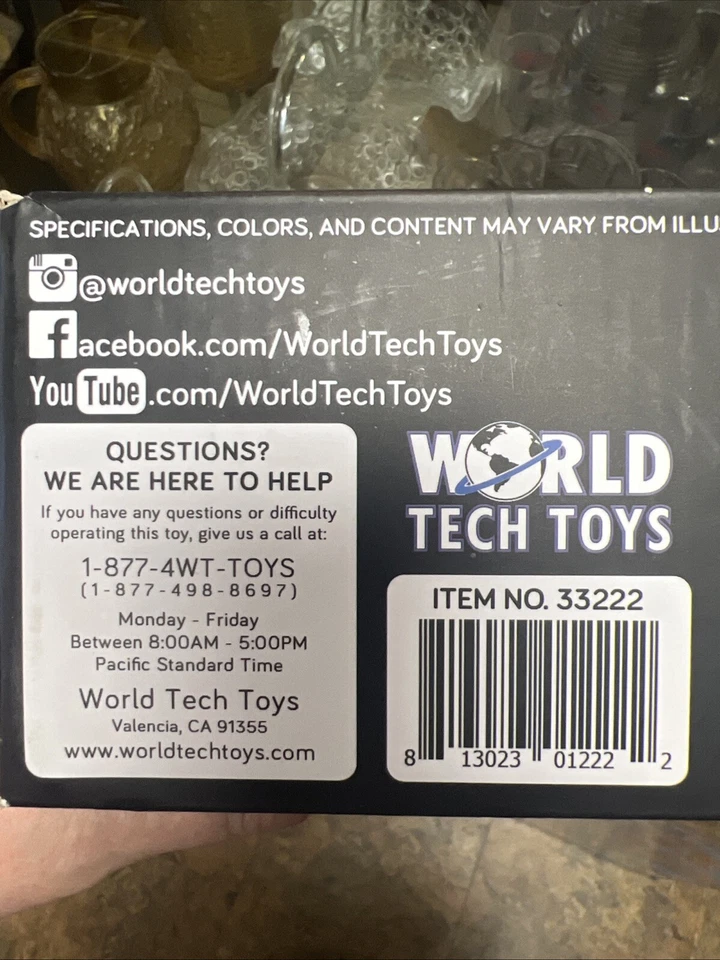 SPECIFICATIONS, COLORS, AND CONTENT MAY VARY FROM ILLU
@worldtechtoys
facebook.com/WorldTechToys
YouTube.com/WorldTechToys
QUESTIONS?
WE ARE HERE TO HELP
If you have any questions or difficulty
operating this toy, give us a call at:
1-877-4WT-TOYS
(1-877-498-8697)
Monday - Friday
Between 8:00AM - 5:00PM
Pacific Standard Time
World Tech Toys
Valencia, CA 91355
www.worldtechtoys.com
WORLD
TECH TOYS
ITEM NO. 33222
8 13023 01222 2